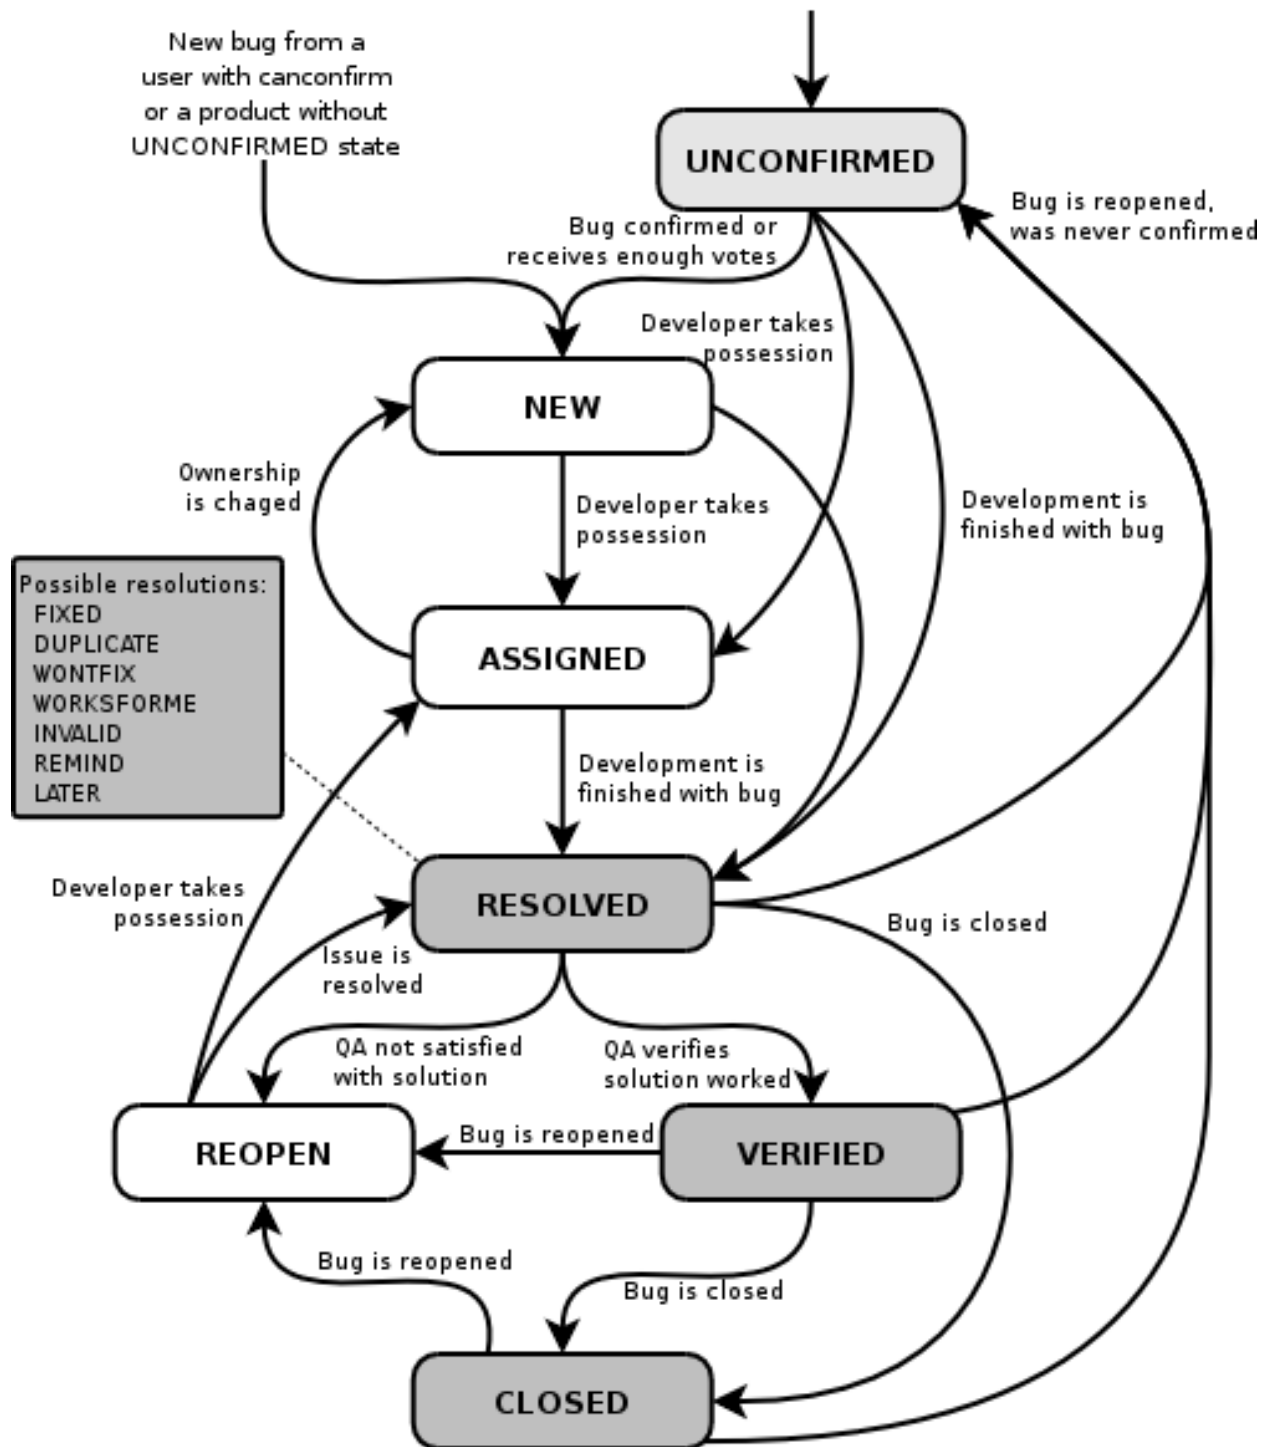 New bug from a
user with canconfirm
or a product without
UNCONFIRMED state
UNCONFIRMED
Bug is reopened,
was never confirmed
Bug confirmed or
receives enough votes
Developer takes
possession
NEW
Ownership
is chaged
Developer takes
possession
Development is
finished with bug
Possible resolutions:
FIXED
DUPLICATE
WONTFIX
WORKSFORME
INVALID
REMIND
LATER
ASSIGNED
Development is
finished with bug
Developer takes
possession
RESOLVED
Bug is closed
Issue is
resolved
QA not satisfied
with solution
QA verifies
solution worked
REOPEN
Bug is reopened
VERIFIED
Bug is reopened
Bug is closed
CLOSED